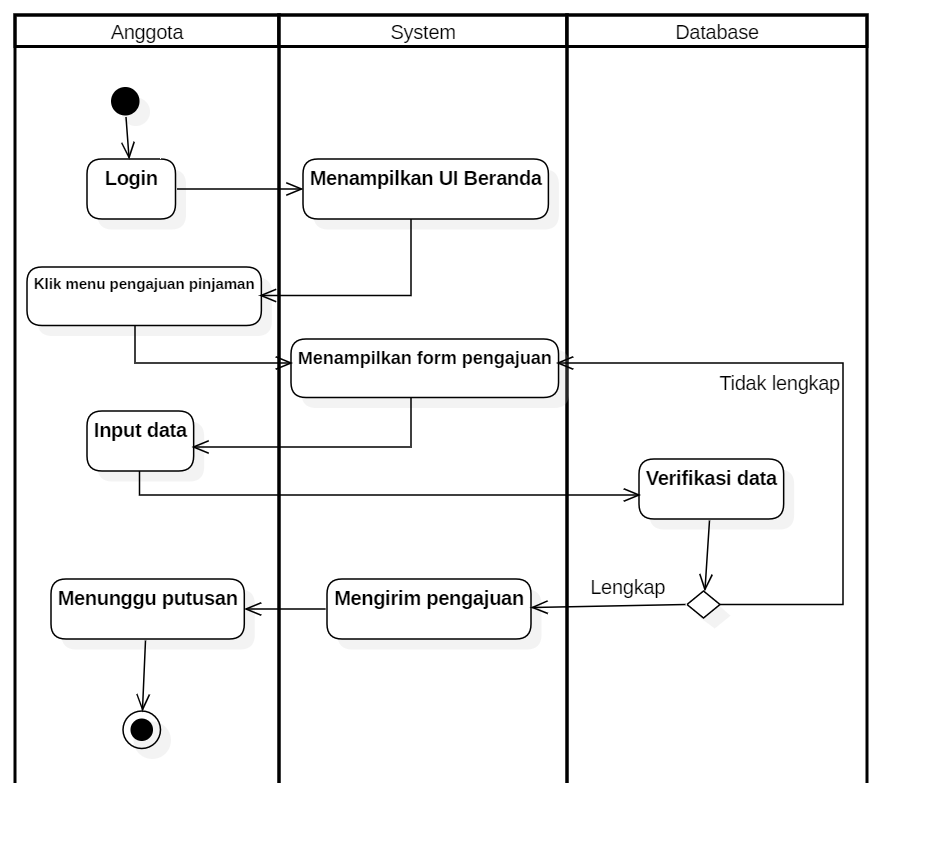 Anggota
System
Database
Login
Menampilkan UI Beranda
Klik menu pengajuan pinjaman
Menampilkan form pengajuan
Tidak lengkap
Input data
Verifikasi data
Lengkap
Menunggu putusan
Mengirim pengajuan